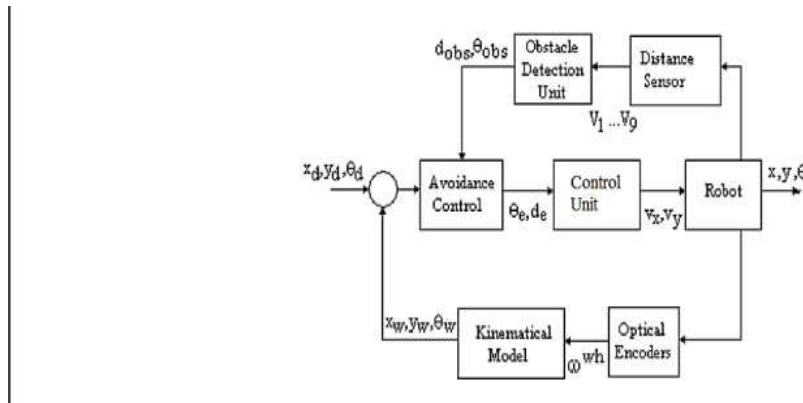 d_obs,θ_obs
Obstacle
Detection
Unit
Distance
Sensor
V_1 ...V_9
x_d,y_d,θ_d
Avoidance
Control
θ_e,d_e
Control
Unit
v_x,v_y
Robot
x,y,θ
x_w,y_w,θ_w
Kinematical
Model
ω^wh
Optical
Encoders